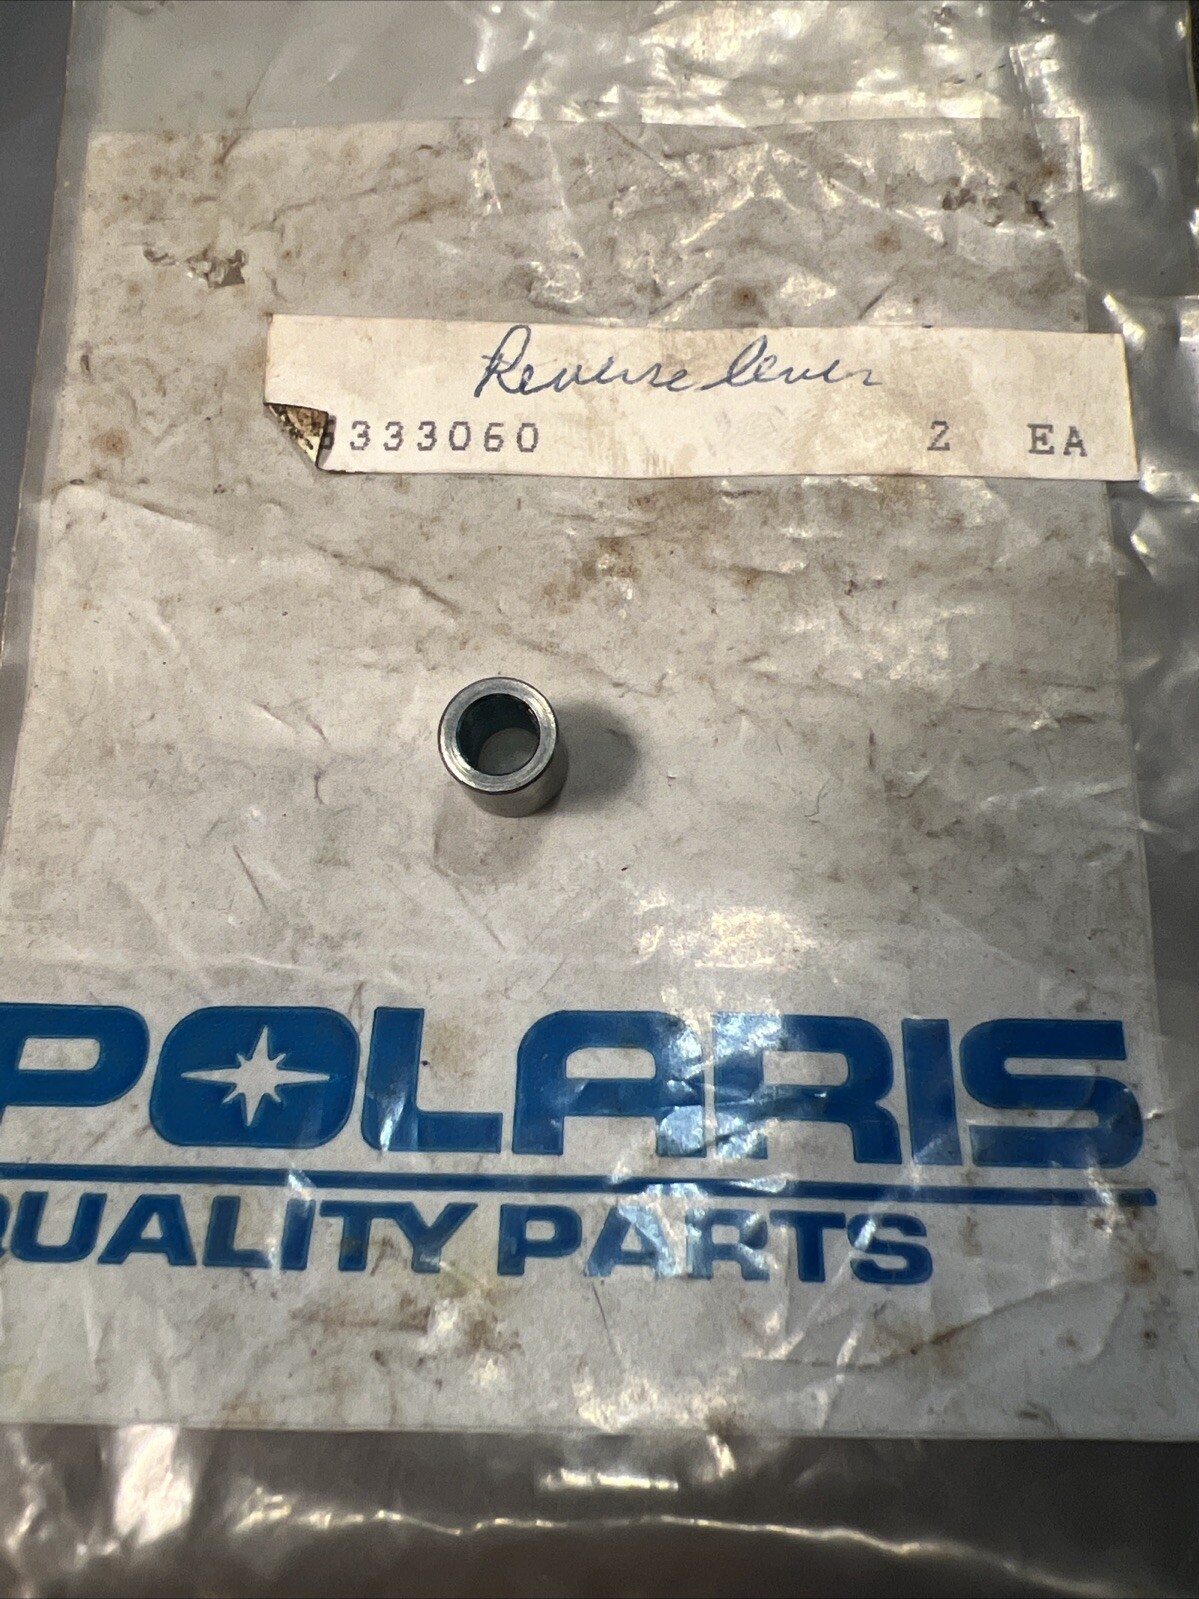 Reverse lever
333060 2 EA
POLARIS
QUALITY PARTS